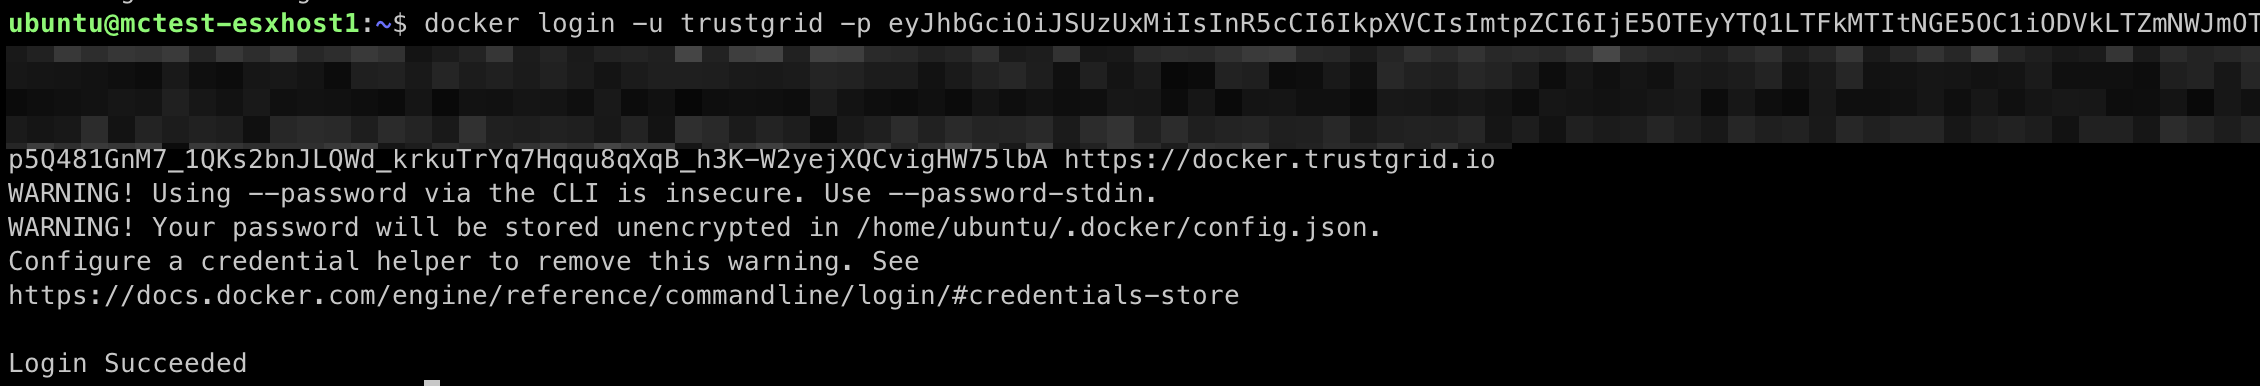 ubuntu@mctest-esxhost1:~$ docker login -u trustgrid -p eyJhbGciOiJSUzUxMiIsInR5cCI6IkpXVCIsImtpZCI6IjE5OTEyYTQ1LTFkMTItNGE5OC1iODVkLTZmNWJmOT
p5Q481GnM7_1QKs2bnJLQWd_krkuTrYq7Hqqu8qXqB_h3K-W2yejXQCvigHW75lbA https://docker.trustgrid.io
WARNING! Using --password via the CLI is insecure. Use --password-stdin.
WARNING! Your password will be stored unencrypted in /home/ubuntu/.docker/config.json.
Configure a credential helper to remove this warning. See
https://docs.docker.com/engine/reference/commandline/login/#credentials-store
Login Succeeded